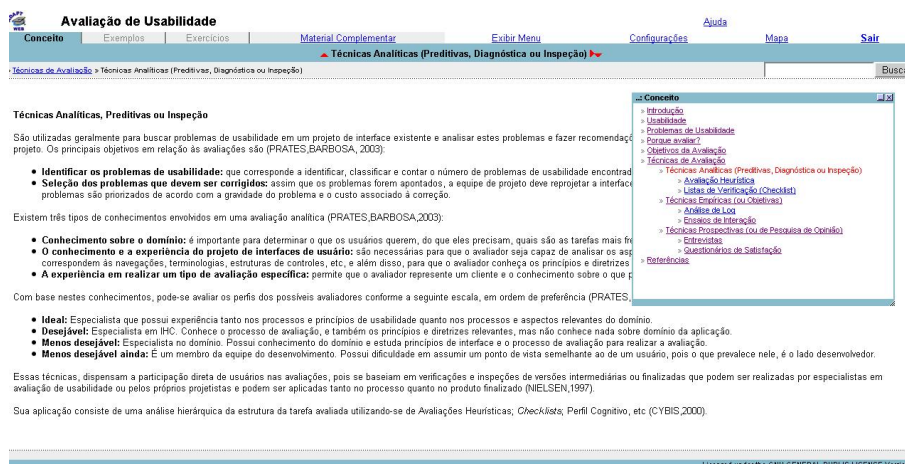 WEB
Avaliação de Usabilidade
Ajuda
Conceito Exemplos Exercícios Material Complementar Exibir Menu Configurações Mapa Sair
Técnicas Analíticas (Preditivas, Diagnóstica ou Inspeção)
» Técnicas de Avaliação » Técnicas Analíticas (Preditivas, Diagnóstica ou Inspeção)
Busca
Técnicas Analíticas, Preditivas ou Inspeção
São utilizadas geralmente para buscar problemas de usabilidade em um projeto de interface existente e analisar estes problemas e fazer recomendaç
projeto. Os principais objetivos em relação às avaliações são (PRATES,BARBOSA, 2003):
• Identificar os problemas de usabilidade: que corresponde a identificar, classificar e contar o número de problemas de usabilidade encontrad
• Seleção dos problemas que devem ser corrigidos: assim que os problemas forem apontados, a equipe de projeto deve reprojetar a interface
problemas são priorizados de acordo com a gravidade do problema e o custo associado à correção.
Existem três tipos de conhecimentos envolvidos em uma avaliação analítica (PRATES,BARBOSA,2003):
• Conhecimento sobre o domínio: é importante para determinar o que os usuários querem, do que eles precisam, quais são as tarefas mais fre
• O conhecimento e a experiência do projeto de interfaces de usuário: são necessárias para que o avaliador seja capaz de analisar os asp
correspondem às navegações, terminologias, estruturas de controles, etc, e além disso, para que o avaliador conheça os princípios e diretrizes
• A experiência em realizar um tipo de avaliação específica: permite que o avaliador represente um cliente e o conhecimento sobre o que p
Com base nestes conhecimentos, pode-se avaliar os perfis dos possíveis avaliadores conforme a seguinte escala, em ordem de preferência (PRATES,
• Ideal: Especialista que possui experiência tanto nos processos e princípios de usabilidade quanto nos processos e aspectos relevantes do domínio.
• Desejável: Especialista em IHC. Conhece o processo de avaliação, e também os princípios e diretrizes relevantes, mas não conhece nada sobre domínio da aplicação.
• Menos desejável: Especialista no domínio. Possui conhecimento do domínio e estuda princípios de interface e o processo de avaliação para realizar a avaliação.
• Menos desejável ainda: É um membro da equipe do desenvolvimento. Possui dificuldade em assumir um ponto de vista semelhante ao de um usuário, pois o que prevalece nele, é o lado desenvolvedor.
Essas técnicas, dispensam a participação direta de usuários nas avaliações, pois se baseiam em verificações e inspeções de versões intermediárias ou finalizadas que podem ser realizadas por especialistas em
avaliação de usabilidade ou pelos próprios projetistas e podem ser aplicadas tanto no processo quanto no produto finalizado (NIELSEN,1997).
Sua aplicação consiste de uma análise hierárquica da estrutura da tarefa avaliada utilizando-se de Avaliações Heurísticas; Checklists; Perfil Cognitivo, etc (CYBIS,2000).
..: Conceito
» Introdução
» Usabilidade
» Problemas de Usabilidade
» Porque avaliar?
» Objetivos da Avaliação
» Técnicas de Avaliação
» Técnicas Analíticas (Preditivas, Diagnóstica ou Inspeção)
» Avaliação Heurística
» Listas de Verificação (Checklist)
» Técnicas Empíricas (ou Objetivas)
» Análise de Log
» Ensaios de Interação
» Técnicas Prospectivas (ou de Pesquisa de Opinião)
» Entrevistas
» Questionários de Satisfação
» Referências